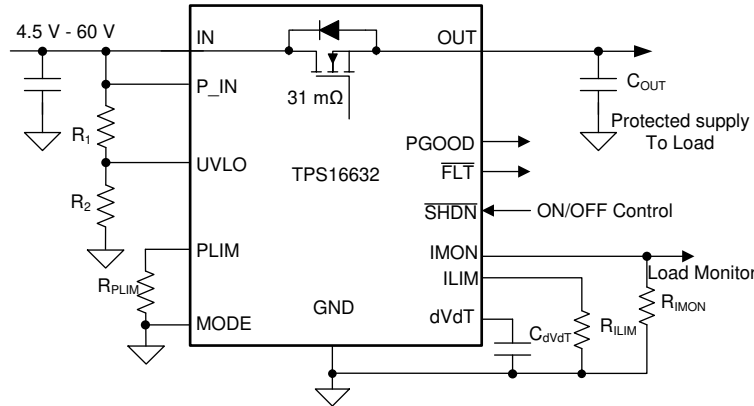 4.5 V - 60 V
IN
OUT
P_IN
31 mΩ
COUT
R1
Protected supply
To Load
PGOOD
UVLO
TPS16632
FLT
R2
SHDN
ON/OFF Control
PLIM
IMON
Load Monitor
RPLIM
ILIM
GND
RIMON
MODE
dVdT
CdVdT
RILIM